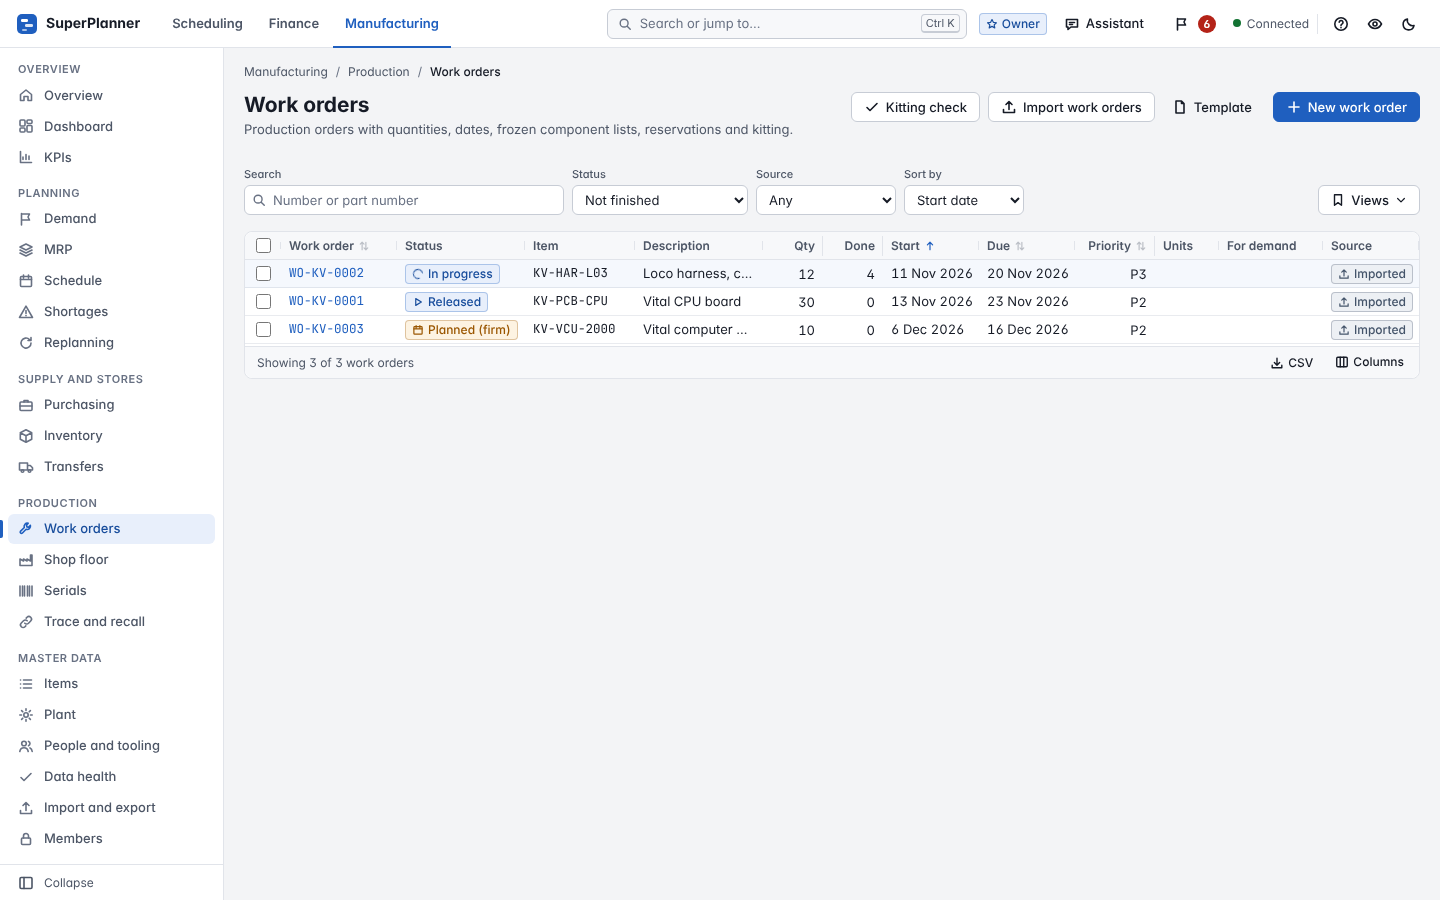 SuperPlanner
Scheduling
Finance
Manufacturing
Search or jump to...
Ctrl K
Owner
Assistant
6
Connected
OVERVIEW
Overview
Dashboard
KPIs
PLANNING
Demand
MRP
Schedule
Shortages
Replanning
SUPPLY AND STORES
Purchasing
Inventory
Transfers
PRODUCTION
Work orders
Shop floor
Serials
Trace and recall
MASTER DATA
Items
Plant
People and tooling
Data health
Import and export
Members
Collapse
Manufacturing / Production / Work orders
Work orders
Production orders with quantities, dates, frozen component lists, reservations and kitting.
Kitting check
Import work orders
Template
New work order
Search
Number or part number
Status
Not finished
Source
Any
Sort by
Start date
Views
Work order Status Item Description Qty Done Start Due Priority Units For demand Source
WO-KV-0002 In progress KV-HAR-L03 Loco harness, c... 12 4 11 Nov 2026 20 Nov 2026 P3 Imported
WO-KV-0001 Released KV-PCB-CPU Vital CPU board 30 0 13 Nov 2026 23 Nov 2026 P2 Imported
WO-KV-0003 Planned (firm) KV-VCU-2000 Vital computer ... 10 0 6 Dec 2026 16 Dec 2026 P2 Imported
Showing 3 of 3 work orders
CSV
Columns